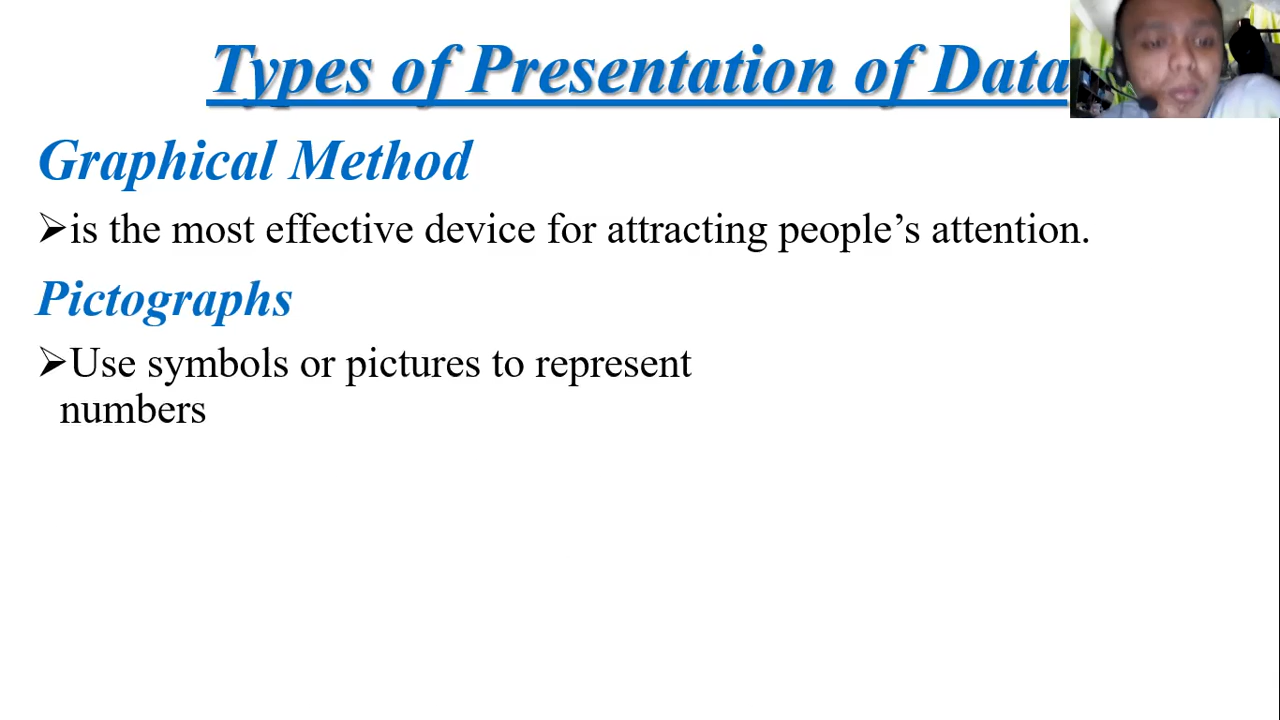 Types of Presentation of Data
Graphical Method
➢is the most effective device for attracting people’s attention.
Pictographs
➢Use symbols or pictures to represent
numbers